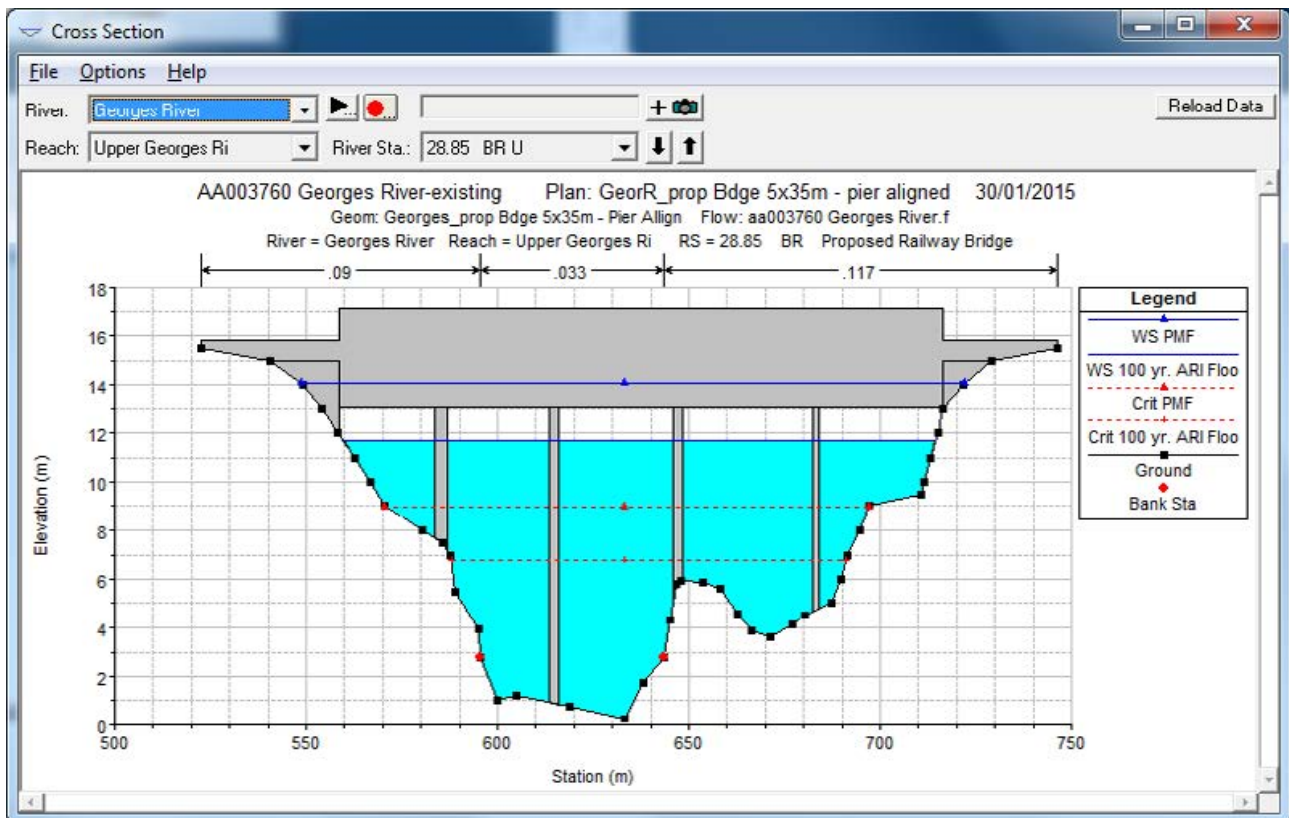 Cross Section
File Options Help
River: Georges River + Reload Data
Reach: Upper Georges Ri River Sta.: 28.85 BR U
AA003760 Georges River-existing Plan: GeorR_prop Bdge 5x35m - pier aligned 30/01/2015
Geom: Georges_prop Bdge 5x35m - Pier Allign Flow: aa003760 Georges River.f
River = Georges River Reach = Upper Georges Ri RS = 28.85 BR Proposed Railway Bridge
.09 .033 .117
18
16
14
12
10
8
6
4
2
0
Elevation (m)
500 550 600 650 700 750
Station (m)
Legend
WS PMF
WS 100 yr. ARI Floo
Crit PMF
Crit 100 yr. ARI Floo
Ground
Bank Sta